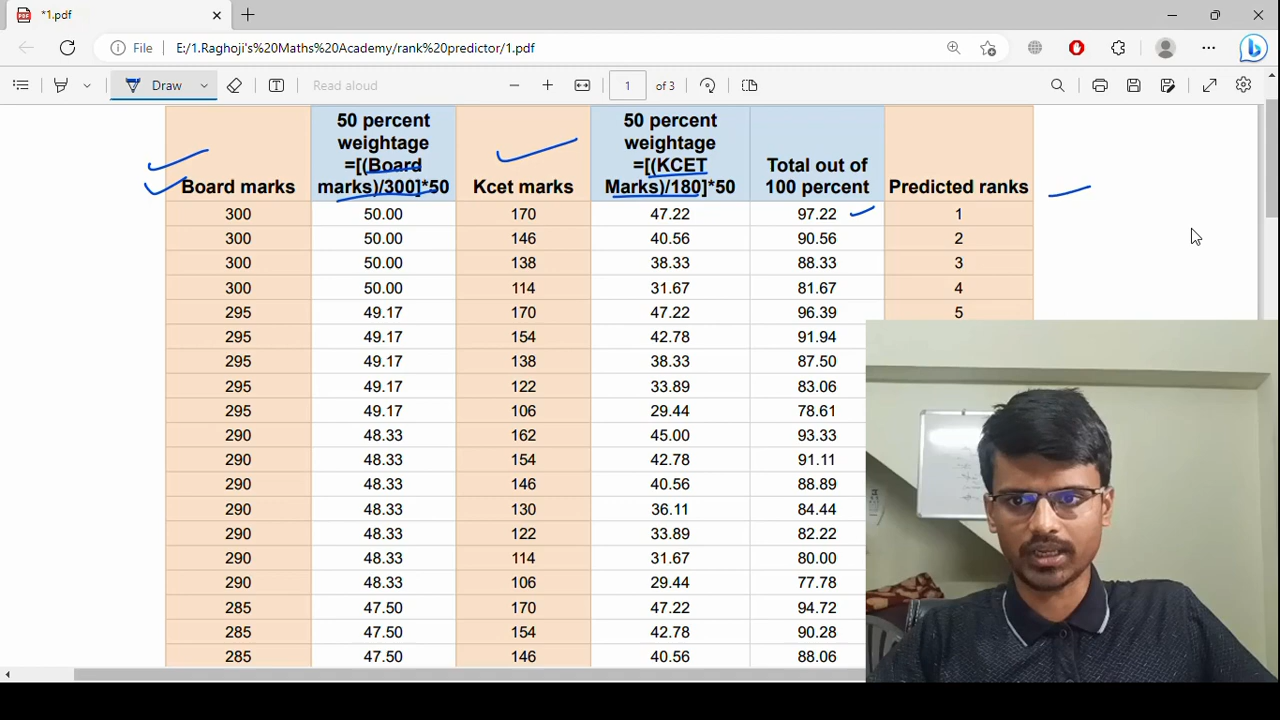 *1.pdf
File E:/1.Raghoji's%20Maths%20Academy/rank%20predictor/1.pdf
Draw Read aloud 1 of 3
Board marks 50 percent weightage =[(Board marks)/300]*50 Kcet marks 50 percent weightage =[(KCET Marks)/180]*50 Total out of 100 percent Predicted ranks
300 50.00 170 47.22 97.22 1
300 50.00 146 40.56 90.56 2
300 50.00 138 38.33 88.33 3
300 50.00 114 31.67 81.67 4
295 49.17 170 47.22 96.39 5
295 49.17 154 42.78 91.94
295 49.17 138 38.33 87.50
295 49.17 122 33.89 83.06
295 49.17 106 29.44 78.61
290 48.33 162 45.00 93.33
290 48.33 154 42.78 91.11
290 48.33 146 40.56 88.89
290 48.33 130 36.11 84.44
290 48.33 122 33.89 82.22
290 48.33 114 31.67 80.00
290 48.33 106 29.44 77.78
285 47.50 170 47.22 94.72
285 47.50 154 42.78 90.28
285 47.50 146 40.56 88.06